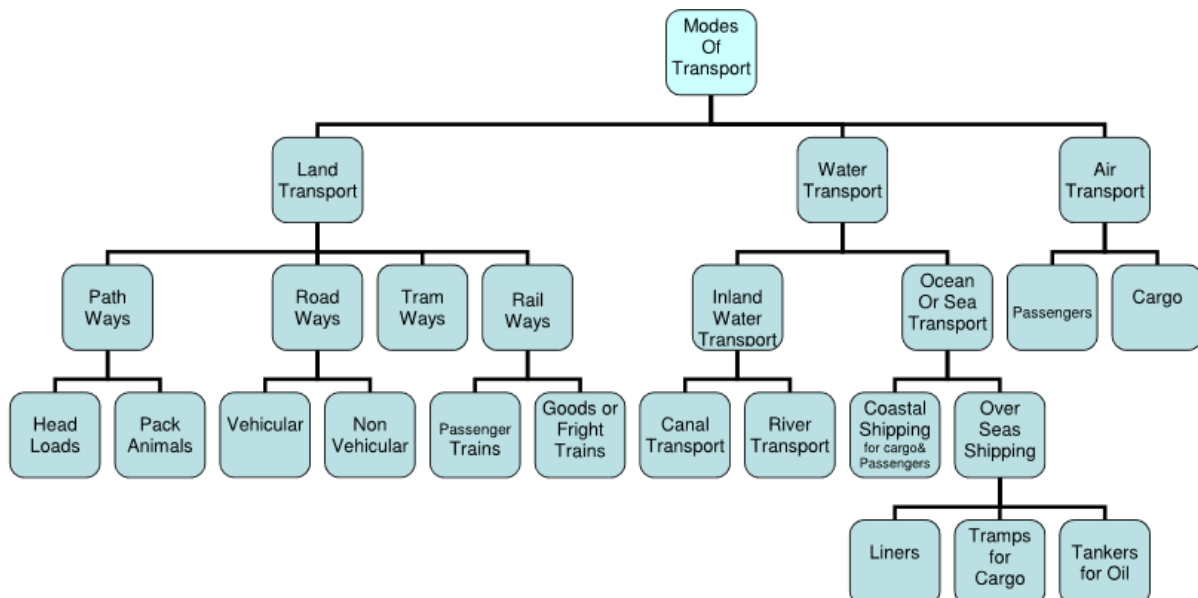 Modes
Of
Transport
Land
Transport
Water
Transport
Air
Transport
Path
Ways
Road
Ways
Tram
Ways
Rail
Ways
Inland
Water
Transport
Ocean
Or Sea
Transport
Passengers
Cargo
Head
Loads
Pack
Animals
Vehicular
Non
Vehicular
Passenger
Trains
Goods or
Fright
Trains
Canal
Transport
River
Transport
Coastal
Shipping
for cargo&
Passengers
Over
Seas
Shipping
Liners
Tramps
for
Cargo
Tankers
for Oil